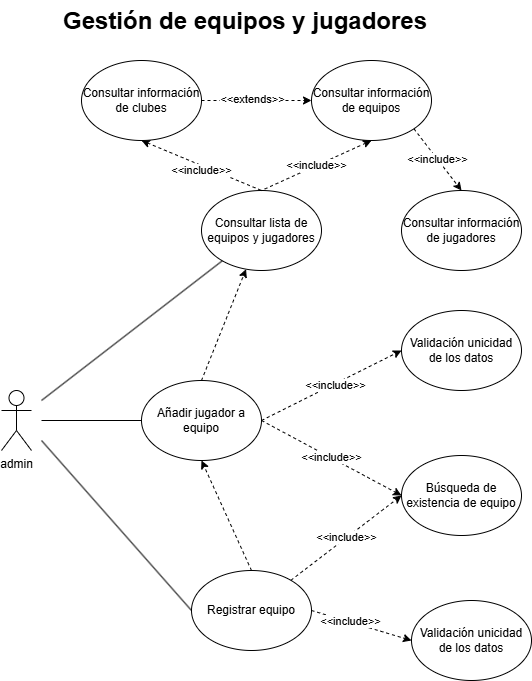 Gestión de equipos y jugadores
Consultar información
de clubes
<<extends>>
Consultar información
de equipos
<<include>>
<<include>>
<<include>>
Consultar lista de
equipos y jugadores
Consultar información
de jugadores
Validación unicidad
de los datos
<<include>>
Añadir jugador a
equipo
admin
<<include>>
Búsqueda de
existencia de equipo
<<include>>
Registrar equipo
<<include>>
Validación unicidad
de los datos